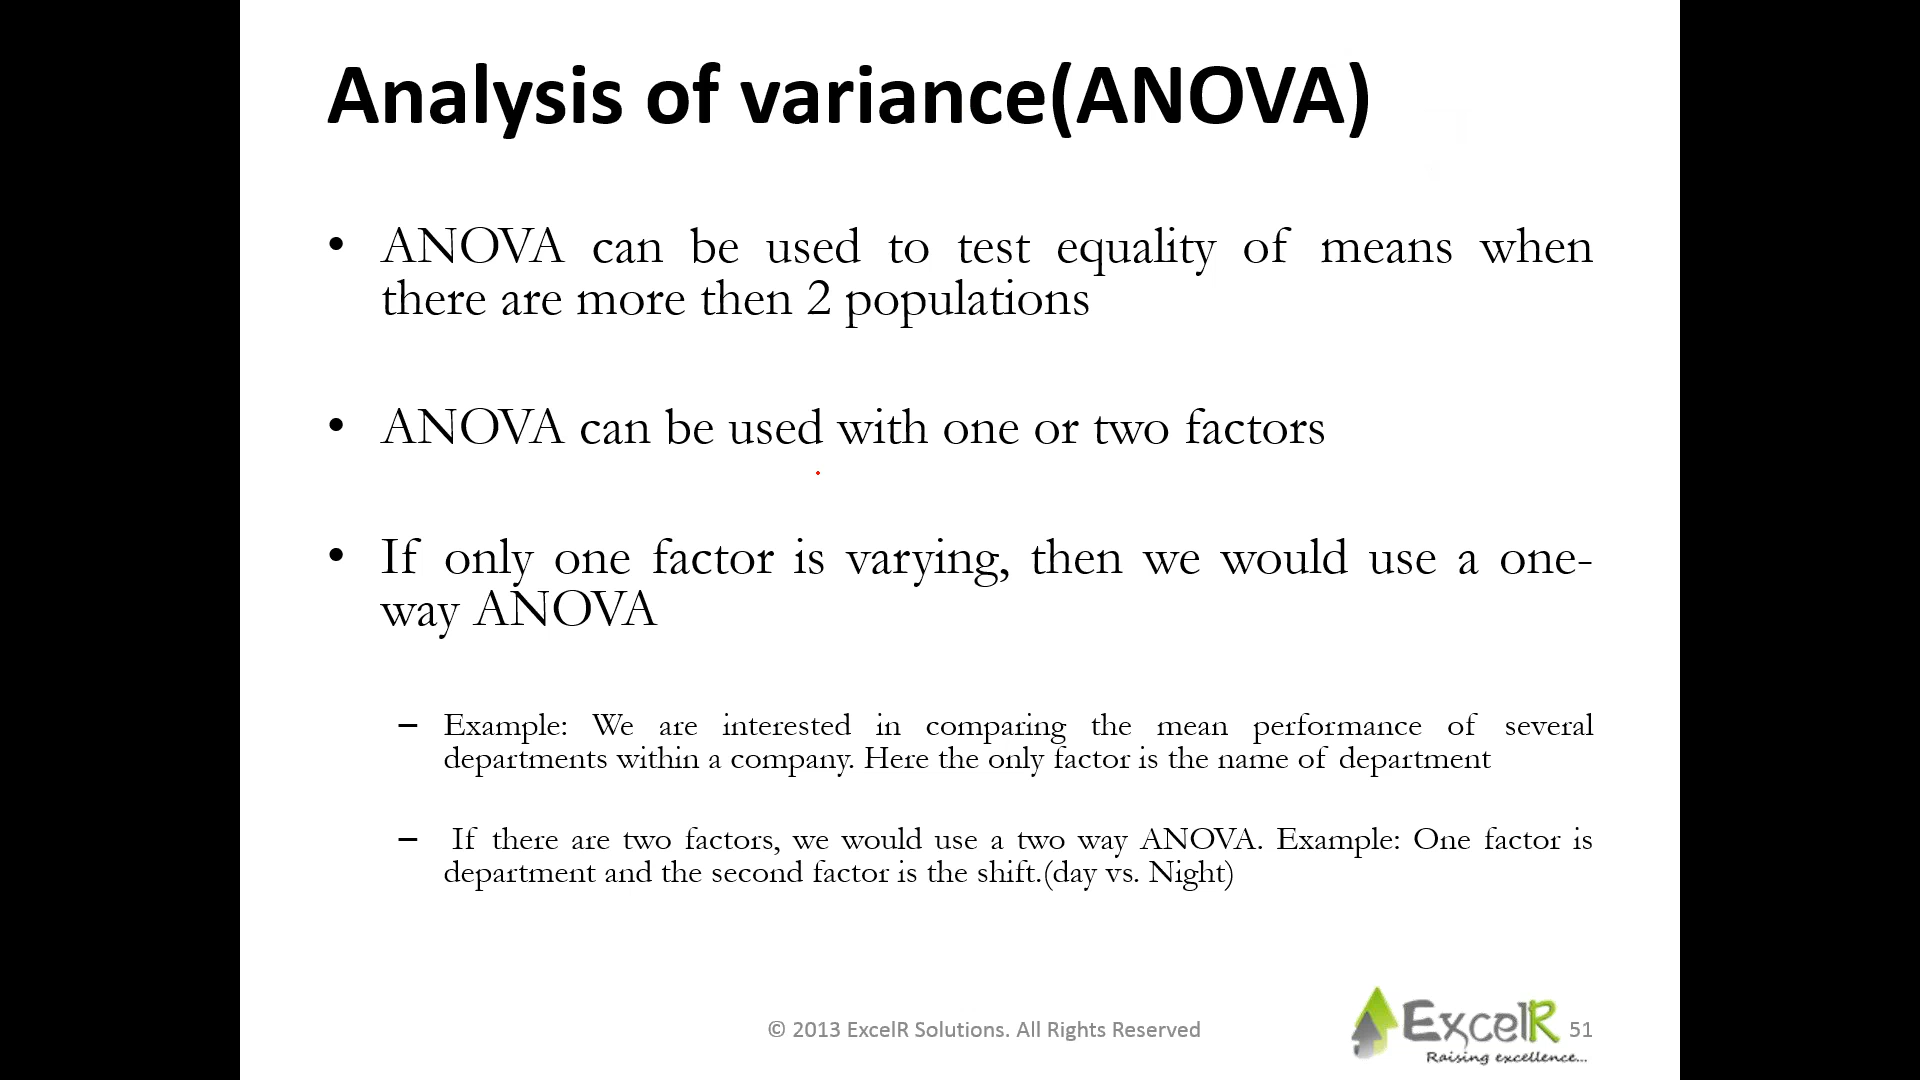 Analysis of variance(ANOVA)
• ANOVA can be used to test equality of means when
there are more then 2 populations
• ANOVA can be used with one or two factors
• If only one factor is varying, then we would use a one-
way ANOVA
– Example: We are interested in comparing the mean performance of several
departments within a company. Here the only factor is the name of department
– If there are two factors, we would use a two way ANOVA. Example: One factor is
department and the second factor is the shift.(day vs. Night)
© 2013 ExcelR Solutions. All Rights Reserved
ExcelR
Raising excellence...
51